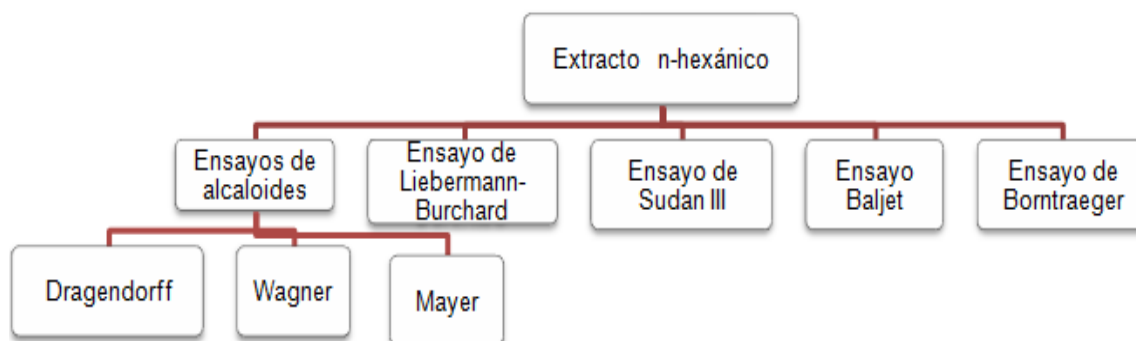 Extracto n-hexánico
Ensayos de
alcaloides
Ensayo de
Liebermann-
Burchard
Ensayo de
Sudan III
Ensayo
Baljet
Ensayo de
Borntraeger
Dragendorff
Wagner
Mayer